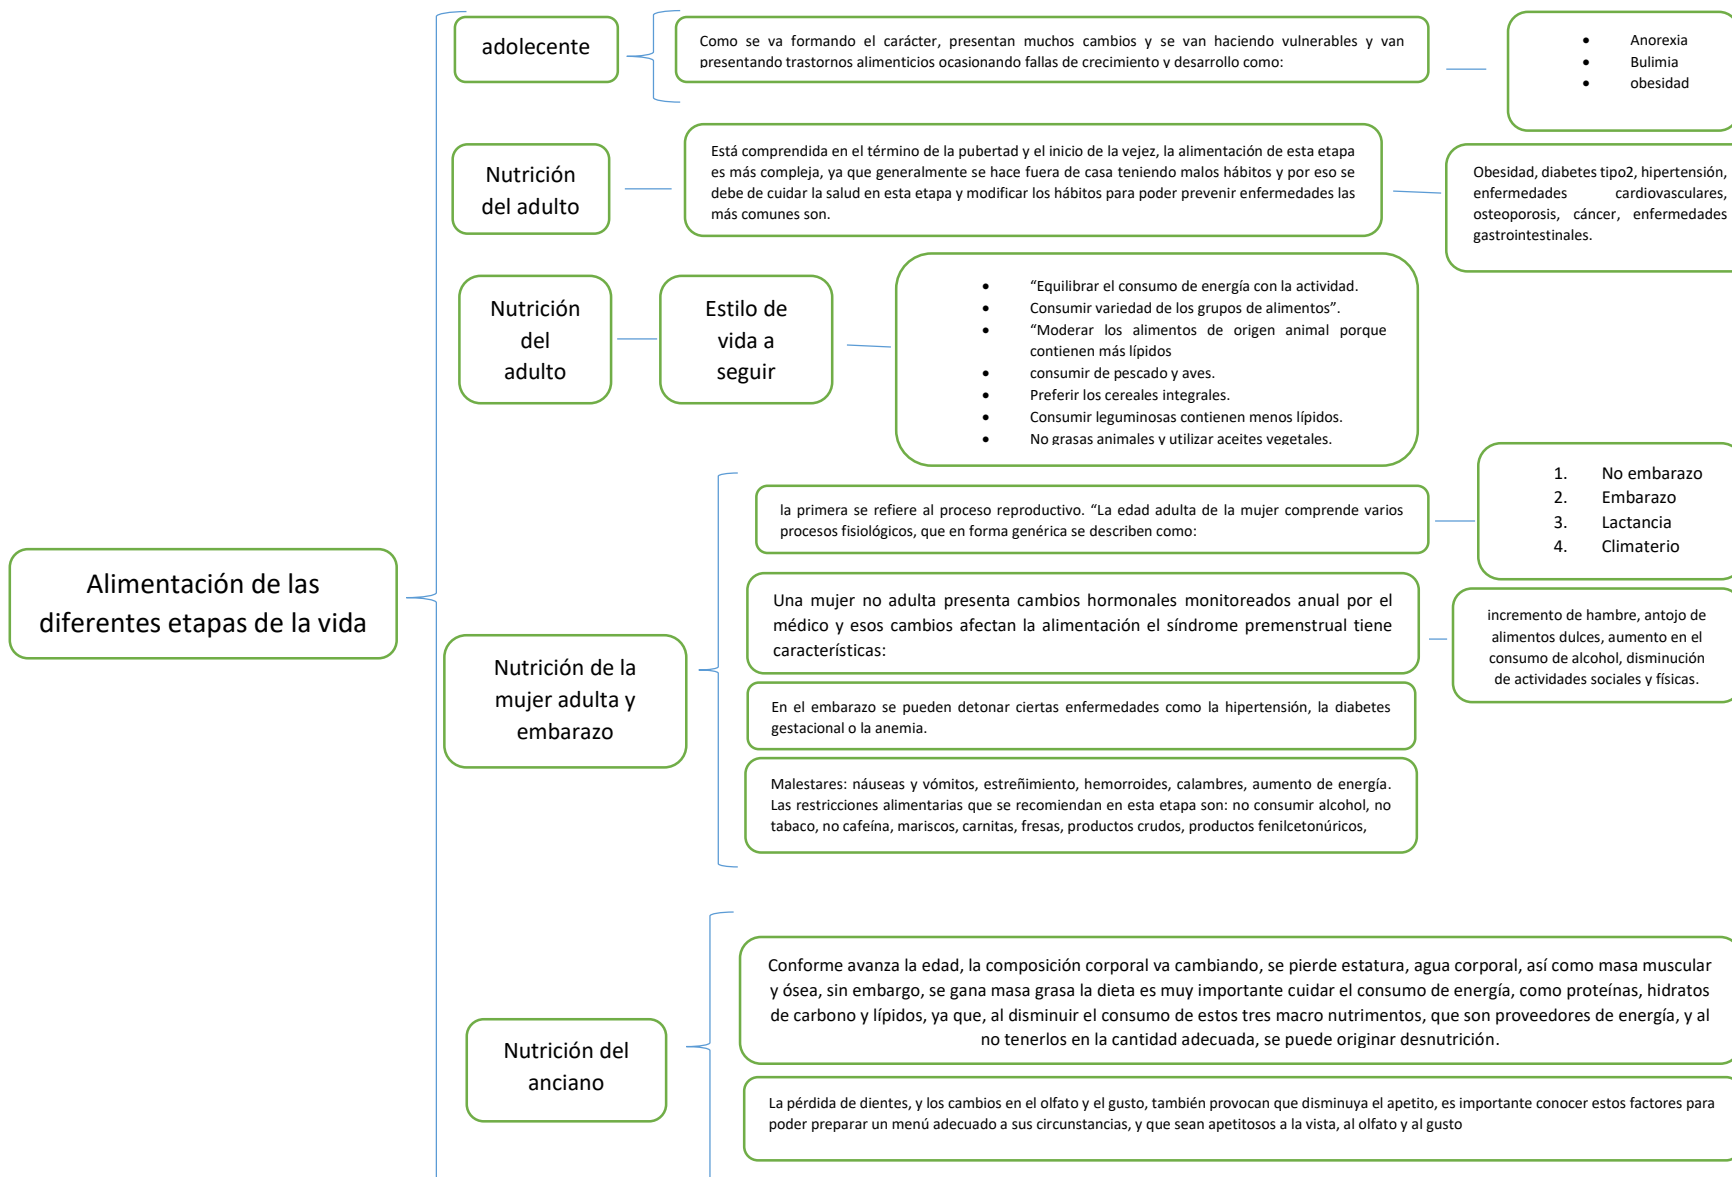 adolecente
Como se va formando el carácter, presentan muchos cambios y se van haciendo vulnerables y van
presentando trastornos alimenticios ocasionando fallas de crecimiento y desarrollo como:
• Anorexia
• Bulimia
• obesidad
Nutrición
del adulto
Está comprendida en el término de la pubertad y el inicio de la vejez, la alimentación de esta etapa
es más compleja, ya que generalmente se hace fuera de casa teniendo malos hábitos y por eso se
debe de cuidar la salud en esta etapa y modificar los hábitos para poder prevenir enfermedades las
más comunes son.
Obesidad, diabetes tipo2, hipertensión,
enfermedades cardiovasculares,
osteoporosis, cáncer, enfermedades
gastrointestinales.
Nutrición
del
adulto
Estilo de
vida a
seguir
• “Equilibrar el consumo de energía con la actividad.
• Consumir variedad de los grupos de alimentos”.
• “Moderar los alimentos de origen animal porque
contienen más lípidos
• consumir de pescado y aves.
• Preferir los cereales integrales.
• Consumir leguminosas contienen menos lípidos.
• No grasas animales y utilizar aceites vegetales.
Alimentación de las
diferentes etapas de la vida
Nutrición de la
mujer adulta y
embarazo
la primera se refiere al proceso reproductivo. “La edad adulta de la mujer comprende varios
procesos fisiológicos, que en forma genérica se describen como:
1. No embarazo
2. Embarazo
3. Lactancia
4. Climaterio
Una mujer no adulta presenta cambios hormonales monitoreados anual por el
médico y esos cambios afectan la alimentación el síndrome premenstrual tiene
características:
incremento de hambre, antojo de
alimentos dulces, aumento en el
consumo de alcohol, disminución
de actividades sociales y físicas.
En el embarazo se pueden detonar ciertas enfermedades como la hipertensión, la diabetes
gestacional o la anemia.
Malestares: náuseas y vómitos, estreñimiento, hemorroides, calambres, aumento de energía.
Las restricciones alimentarias que se recomiendan en esta etapa son: no consumir alcohol, no
tabaco, no cafeína, mariscos, carnitas, fresas, productos crudos, productos fenilcetonúricos,
Nutrición del
anciano
Conforme avanza la edad, la composición corporal va cambiando, se pierde estatura, agua corporal, así como masa muscular
y ósea, sin embargo, se gana masa grasa la dieta es muy importante cuidar el consumo de energía, como proteínas, hidratos
de carbono y lípidos, ya que, al disminuir el consumo de estos tres macro nutrimentos, que son proveedores de energía, y al
no tenerlos en la cantidad adecuada, se puede originar desnutrición.
La pérdida de dientes, y los cambios en el olfato y el gusto, también provocan que disminuya el apetito, es importante conocer estos factores para
poder preparar un menú adecuado a sus circunstancias, y que sean apetitosos a la vista, al olfato y al gusto